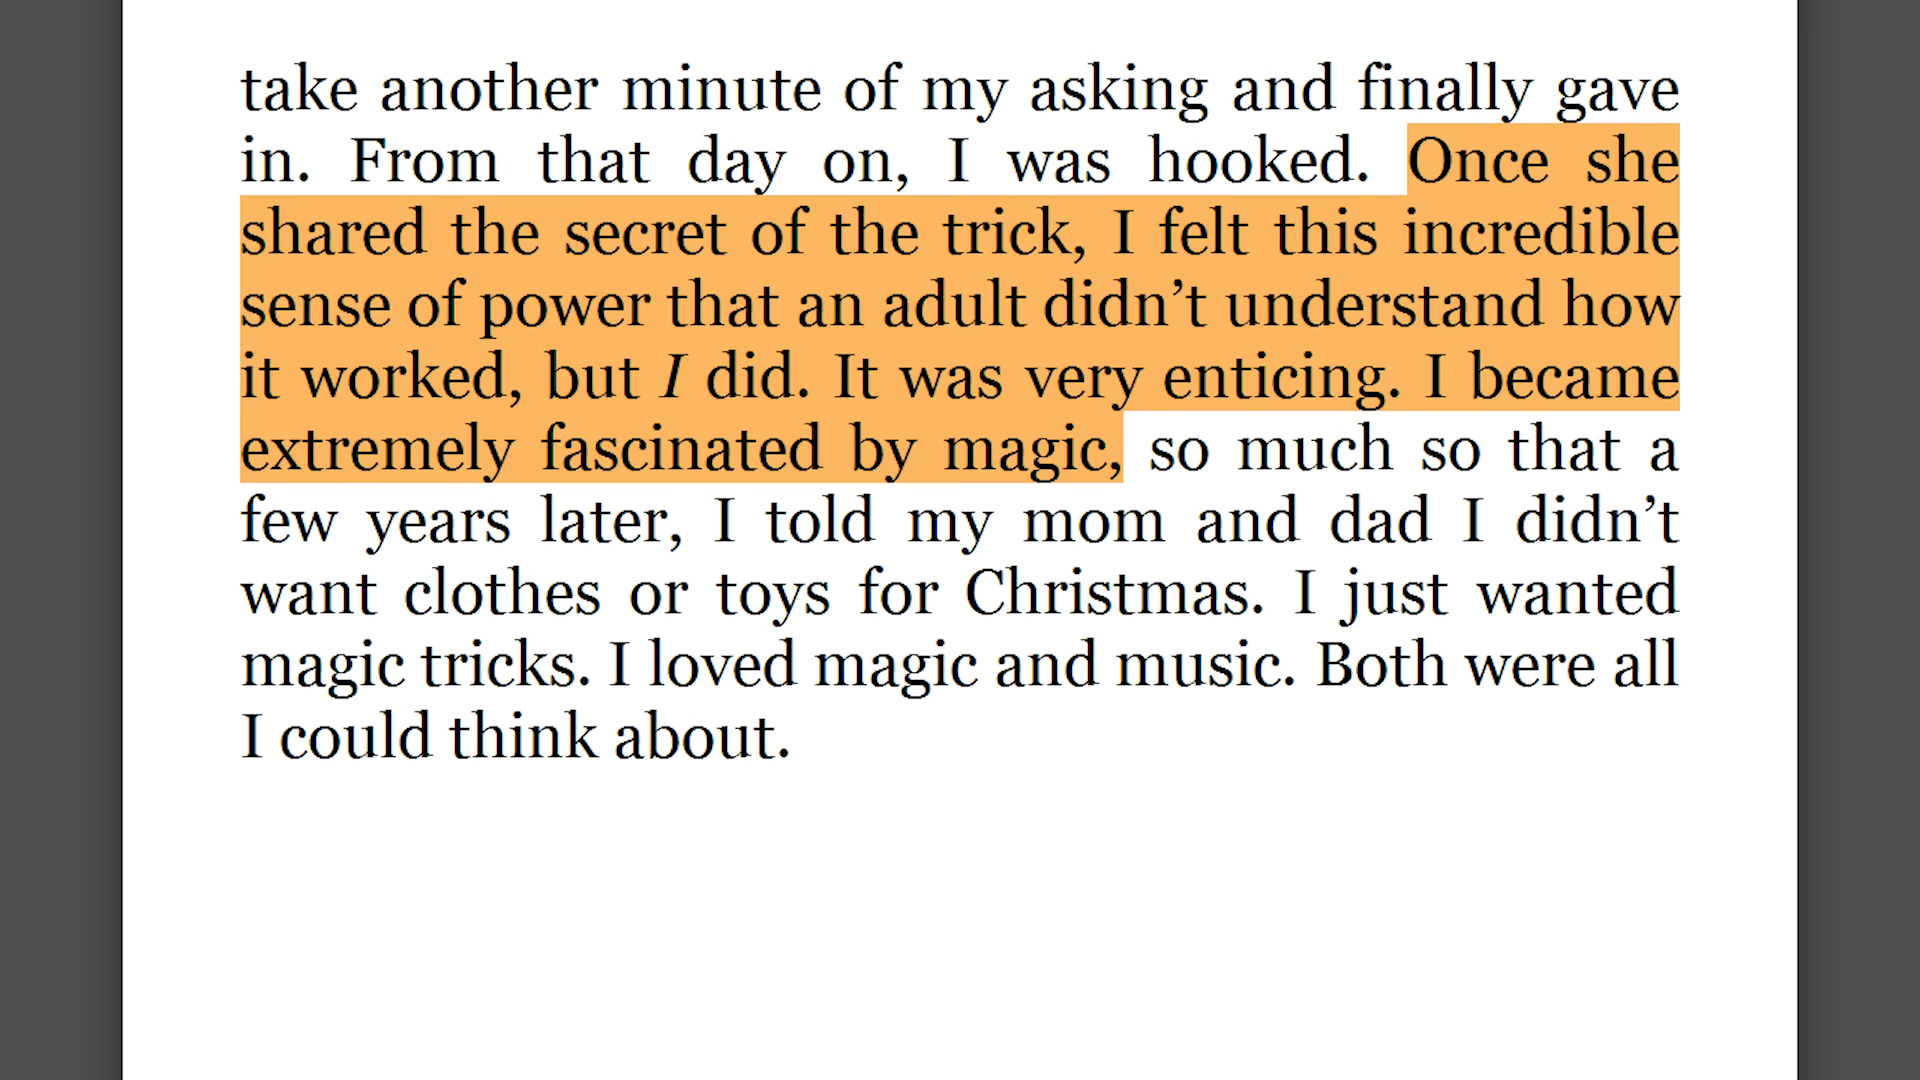 take another minute of my asking and finally gave
in. From that day on, I was hooked. Once she
shared the secret of the trick, I felt this incredible
sense of power that an adult didn’t understand how
it worked, but I did. It was very enticing. I became
extremely fascinated by magic, so much so that a
few years later, I told my mom and dad I didn’t
want clothes or toys for Christmas. I just wanted
magic tricks. I loved magic and music. Both were all
I could think about.